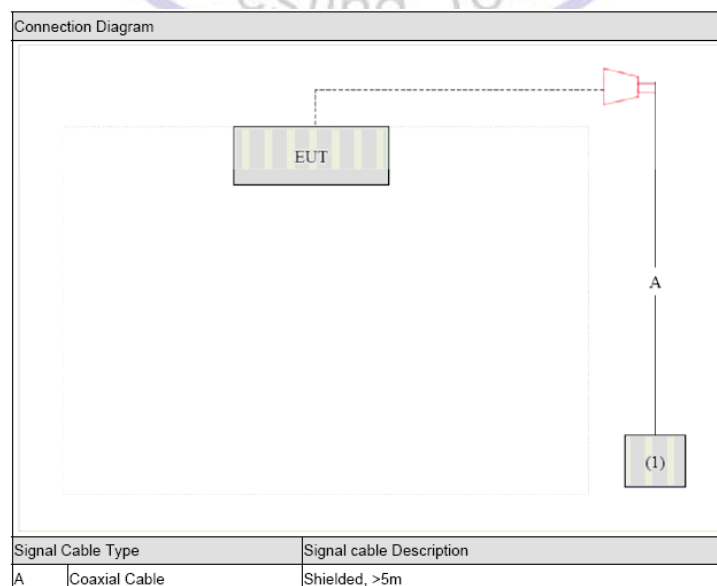 Connection Diagram
EUT
A
(1)
Signal Cable Type Signal cable Description
A Coaxial Cable Shielded, >5m